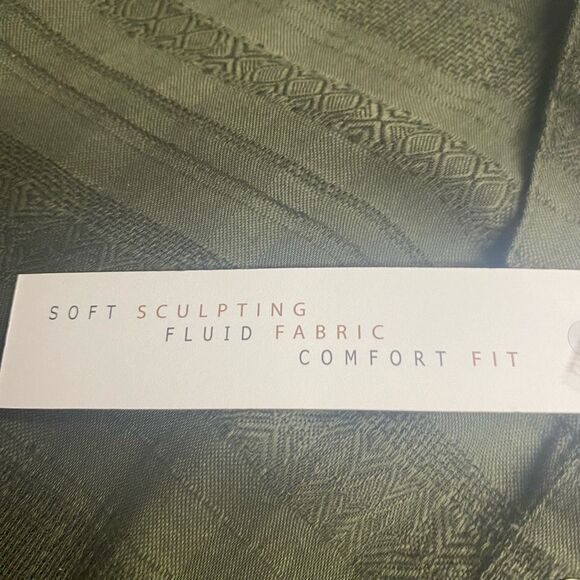 SOFT SCULPTING
FLUID FABRIC
COMFORT FIT